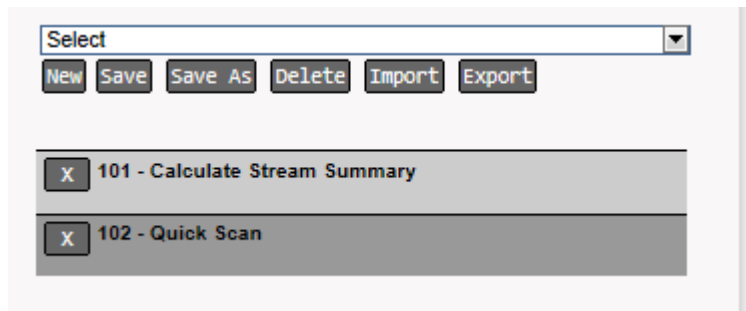 Select
New Save Save As Delete Import Export
X 101 - Calculate Stream Summary
X 102 - Quick Scan